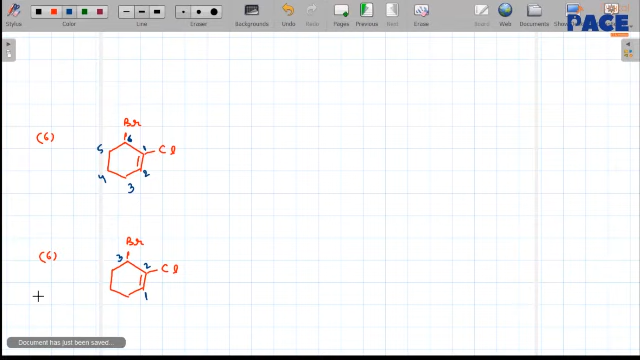 Stylus
Color
Line
Eraser
Backgrounds
Undo
Redo
Pages
Previous
Next
Erase
Board
Web
Documents
PACE
Br
(6)
6
5
1
Cl
4
2
3
Br
(6)
3
2
Cl
1
Document has just been saved...